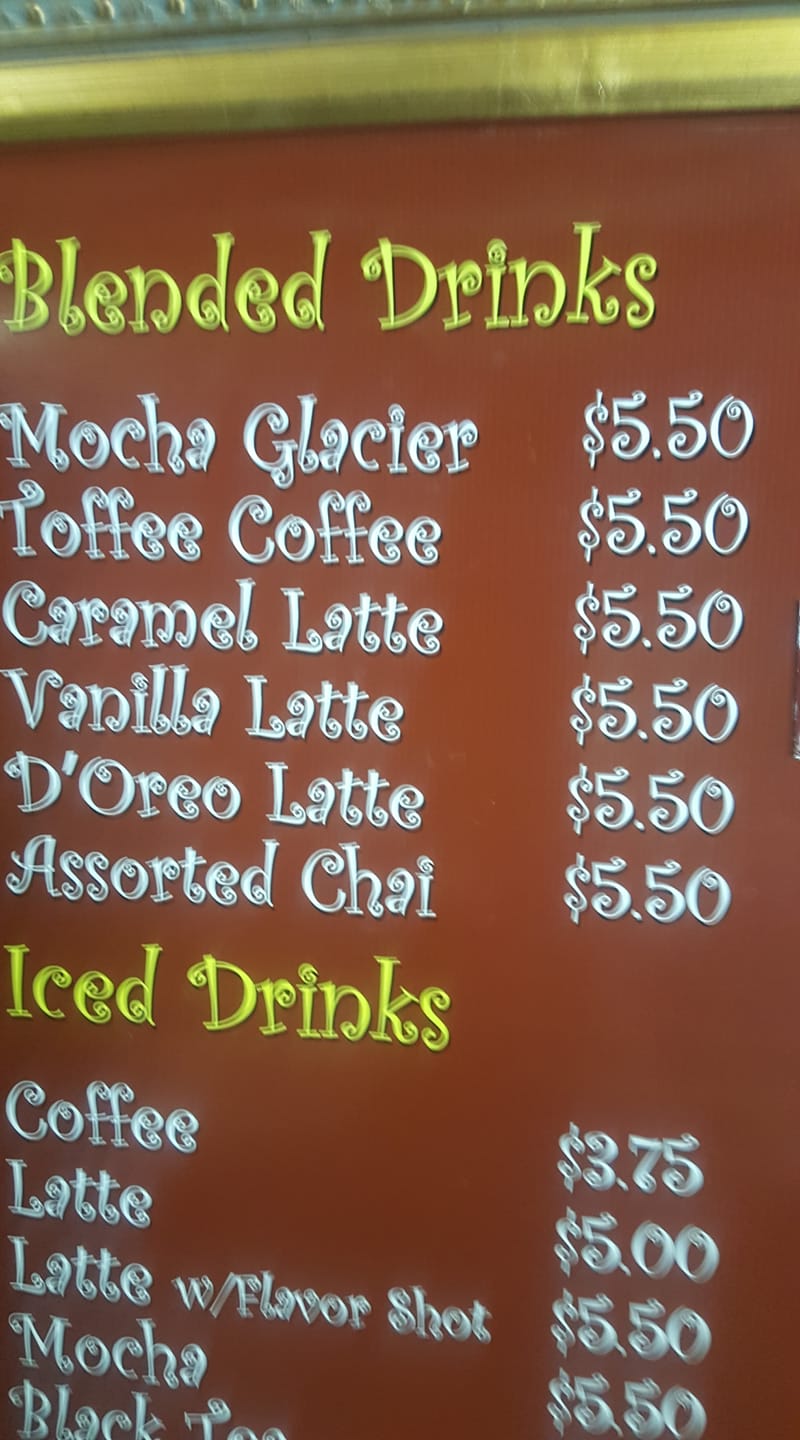 Blended Drinks
Mocha Glacier $5.50
Toffee Coffee $5.50
Caramel Latte $5.50
Vanilla Latte $5.50
D'Oreo Latte $5.50
Assorted Chai $5.50
Iced Drinks
Coffee $3.75
Latte $5.00
Latte w/Flavor Shot $5.50
Mocha $5.50
Black Tea